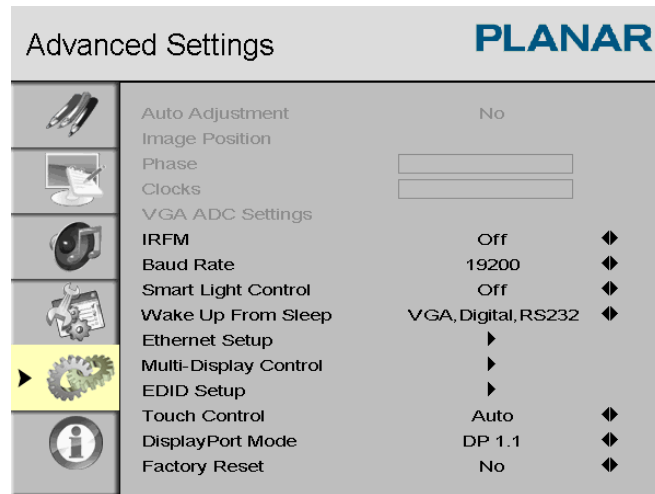 Advanced Settings PLANAR
Auto Adjustment No
Image Position
Phase
Clocks
VGA ADC Settings
IRFM Off
Baud Rate 19200
Smart Light Control Off
Wake Up From Sleep VGA,Digital,RS232
Ethernet Setup
Multi-Display Control
EDID Setup
Touch Control Auto
DisplayPort Mode DP 1.1
Factory Reset No